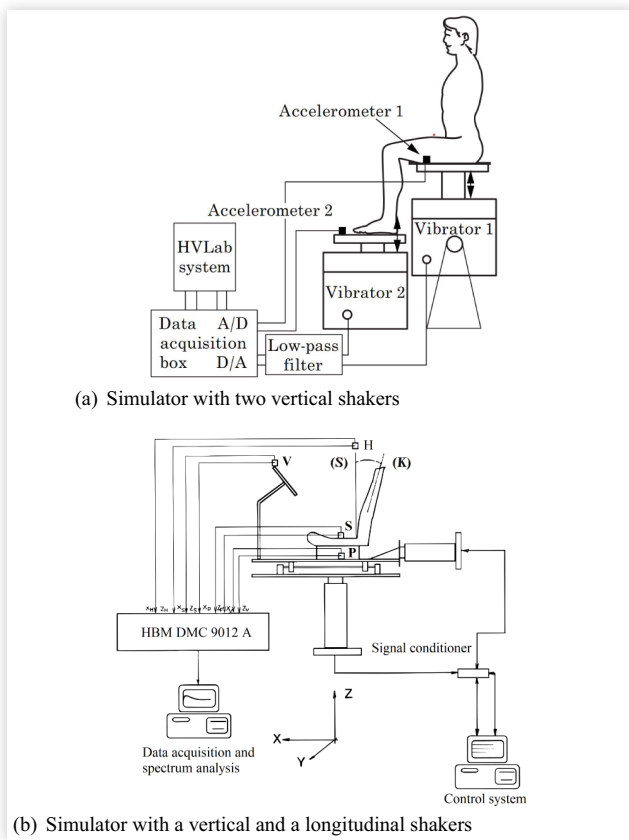 Accelerometer 1
Accelerometer 2
HVLab
system
Vibrator 1
Vibrator 2
Data A/D
acquisition
box D/A
Low-pass
filter
(a) Simulator with two vertical shakers
H
V
(S)
(K)
S
P
HBM DMC 9012 A
Signal conditioner
Z
X
Y
Data acquisition and
spectrum analysis
Control system
(b) Simulator with a vertical and a longitudinal shakers